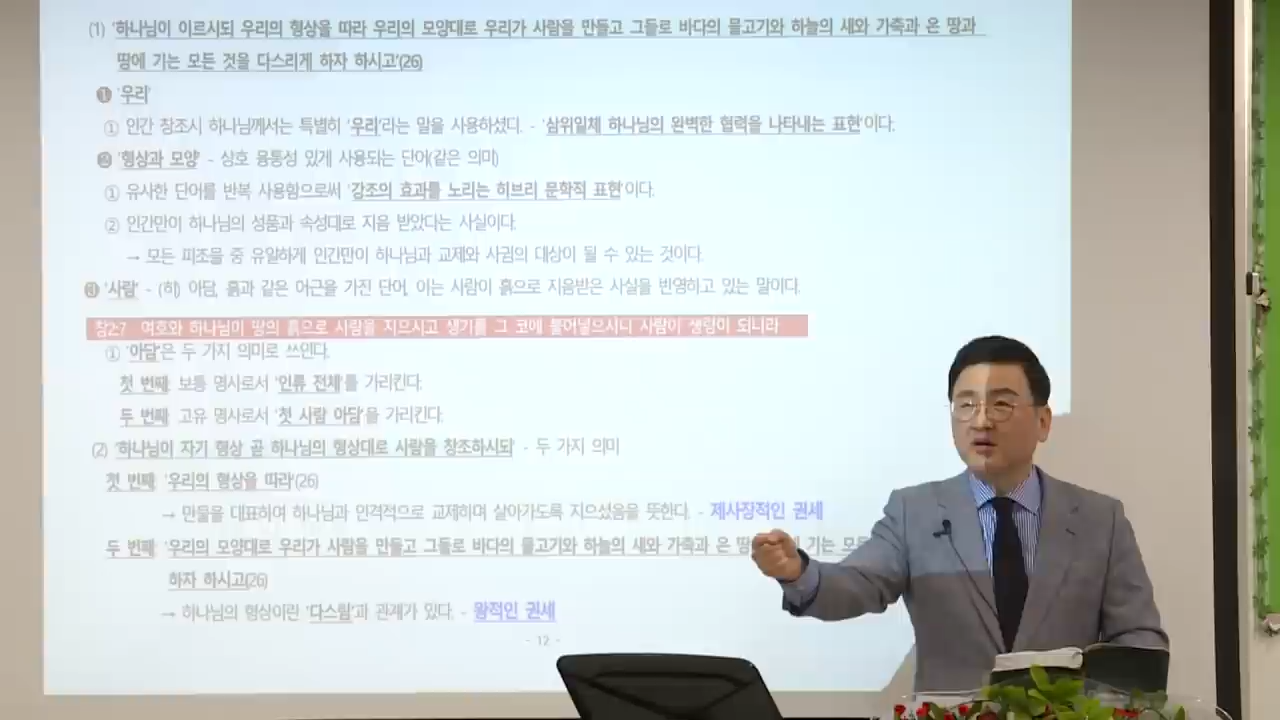 (1) '하나님이 이르시되 우리의 형상을 따라 우리의 모양대로 우리가 사람을 만들고 그들로 바다의 물고기와 하늘의 새와 가축과 온 땅과
땅에 기는 모든 것을 다스리게 하자 하시고'(26)
❶ '우리'
① 인간 창조시 하나님께서는 특별히 '우리'라는 말을 사용하셨다. - '삼위일체 하나님의 완벽한 협력을 나타내는 표현'이다.
❷ '형상과 모양' - 상호 융통성 있게 사용되는 단어(같은 의미)
① 유사한 단어를 반복 사용함으로써 '강조의 효과를 노리는 히브리 문학적 표현'이다.
② 인간만이 하나님의 성품과 속성대로 지음 받았다는 사실이다.
→ 모든 피조물 중 유일하게 인간만이 하나님과 교제와 사귐의 대상이 될 수 있는 것이다.
❸ '사람' - (히) 아담, 흙과 같은 어근을 가진 단어, 이는 사람이 흙으로 지음받은 사실을 반영하고 있는 말이다.
창2:7 여호와 하나님이 땅의 흙으로 사람을 지으시고 생기를 그 코에 불어넣으시니 사람이 생령이 되니라
① '아담'은 두 가지 의미로 쓰인다.
첫 번째 보통 명사로서 '인류 전체'를 가리킨다.
두 번째 고유 명사로서 '첫 사람 아담'을 가리킨다.
(2) '하나님이 자기 형상 곧 하나님의 형상대로 사람을 창조하시되' - 두 가지 의미
첫 번째 '우리의 형상을 따라'(26)
→ 만물을 대표하여 하나님과 인격적으로 교제하며 살아가도록 지으셨음을 뜻한다. - 제사장적인 권세
두 번째 '우리의 모양대로 우리가 사람을 만들고 그들로 바다의 물고기와 하늘의 새와 가축과 온 땅 에 기는 모든
하자 하시고(26)
→ 하나님의 형상이란 '다스림'과 관계가 있다. - 왕적인 권세
- 12 -